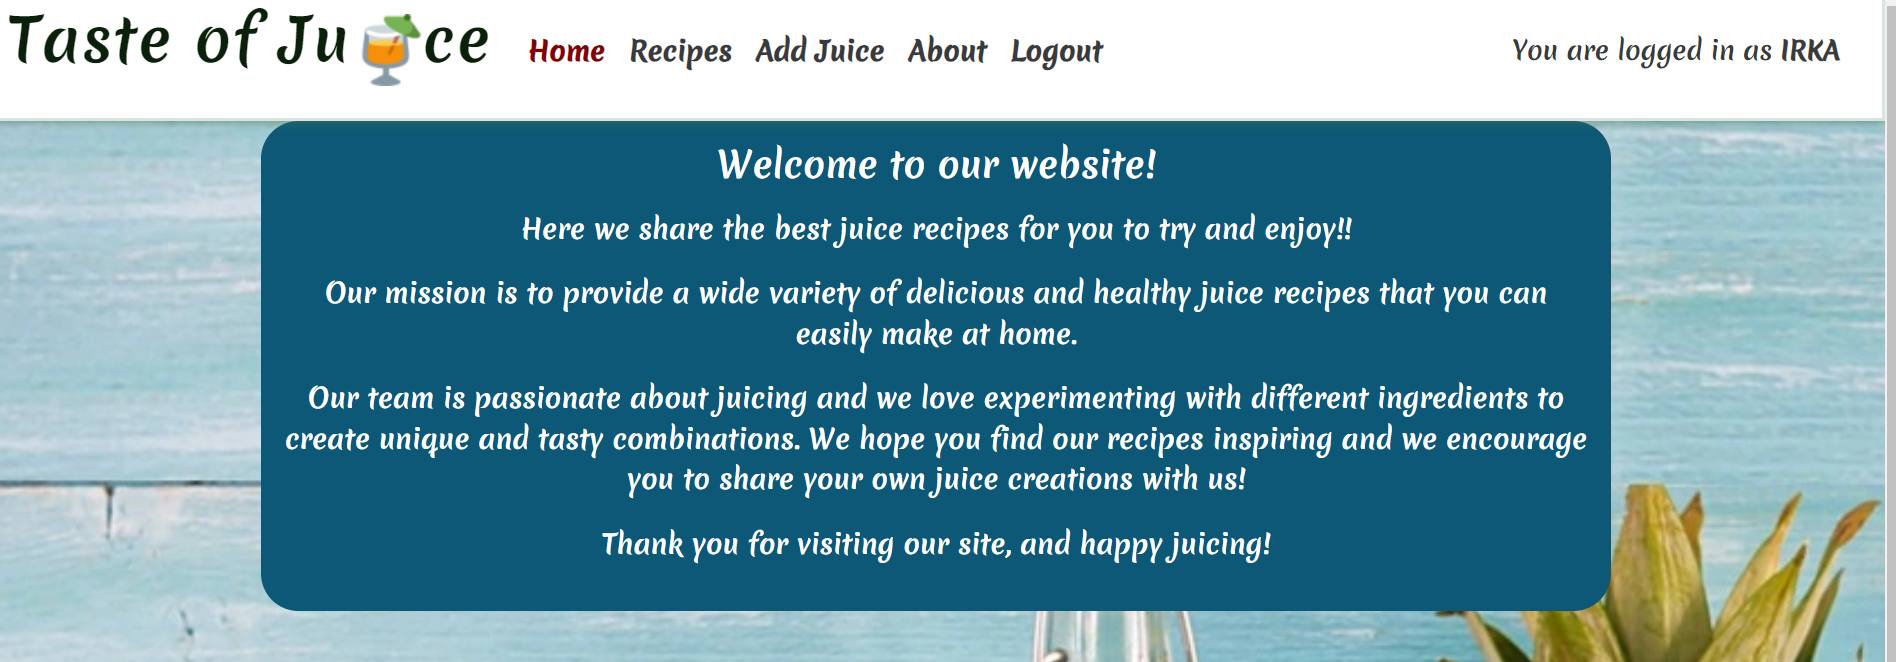 Taste of Ju🍹ce
Home Recipes Add Juice About Logout
You are logged in as IRKA
Welcome to our website!
Here we share the best juice recipes for you to try and enjoy!!
Our mission is to provide a wide variety of delicious and healthy juice recipes that you can
easily make at home.
Our team is passionate about juicing and we love experimenting with different ingredients to
create unique and tasty combinations. We hope you find our recipes inspiring and we encourage
you to share your own juice creations with us!
Thank you for visiting our site, and happy juicing!